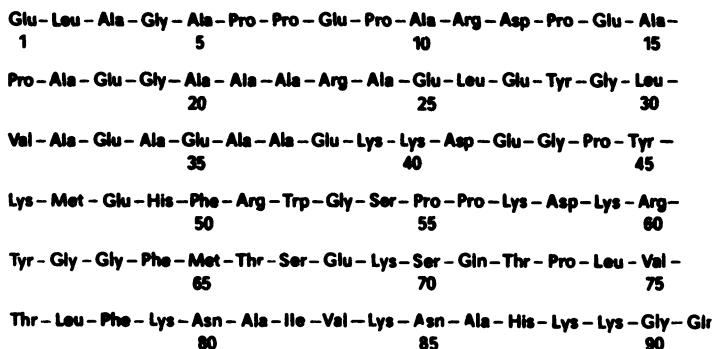 Glu–Leu–Ala–Gly–Ala–Pro–Pro–Glu–Pro–Ala–Arg–Asp–Pro–Glu–Ala–
1 5 10 15
Pro–Ala–Glu–Gly–Ala–Ala–Ala–Arg–Ala–Glu–Leu–Glu–Tyr–Gly–Leu–
20 25 30
Val–Ala–Glu–Ala–Glu–Ala–Ala–Glu–Lys–Lys–Asp–Glu–Gly–Pro–Tyr–
35 40 45
Lys–Met–Glu–His–Phe–Arg–Trp–Gly–Ser–Pro–Pro–Lys–Asp–Lys–Arg–
50 55 60
Tyr–Gly–Gly–Phe–Met–Thr–Ser–Glu–Lys–Ser–Gln–Thr–Pro–Leu–Val–
65 70 75
Thr–Leu–Phe–Lys–Asn–Ala–Ile–Val–Lys–Asn–Ala–His–Lys–Lys–Gly–Gln
80 85 90